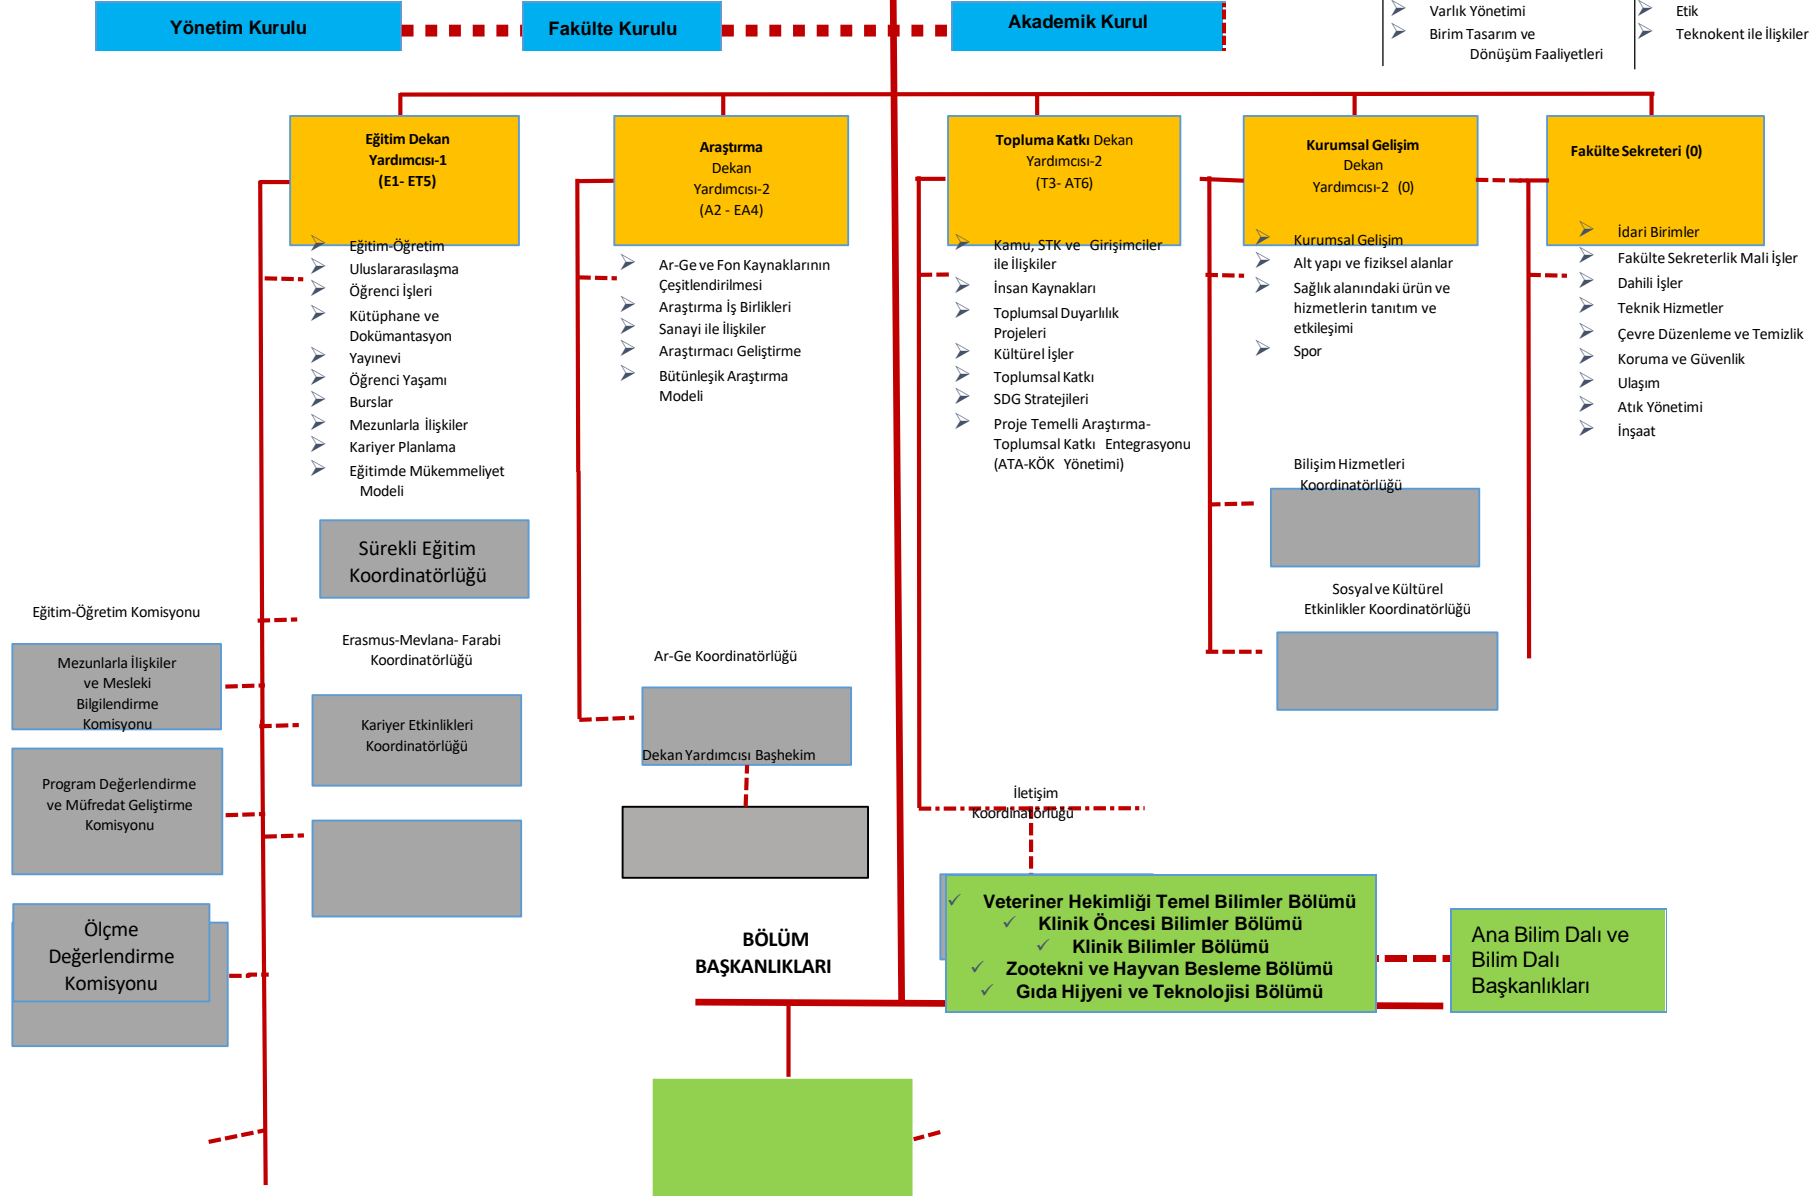 Yönetim Kurulu
Fakülte Kurulu
Akademik Kurul
Varlık Yönetimi
Birim Tasarım ve
Dönüşüm Faaliyetleri
Etik
Teknokent ile İlişkiler
Eğitim Dekan
Yardımcısı-1
(E1- ET5)
Eğitim-Öğretim
Uluslararasılaşma
Öğrenci İşleri
Kütüphane ve
Dokümantasyon
Yayınevi
Öğrenci Yaşamı
Burslar
Mezunlarla İlişkiler
Kariyer Planlama
Eğitimde Mükemmeliyet
Modeli
Araştırma
Dekan
Yardımcısı-2
(A2 - EA4)
Ar-Ge ve Fon Kaynaklarının
Çeşitlendirilmesi
Araştırma İş Birlikleri
Sanayi ile İlişkiler
Araştırmacı Geliştirme
Bütünleşik Araştırma
Modeli
Topluma Katkı Dekan
Yardımcısı-2
(T3- AT6)
Kamu, STK ve Girişimciler
ile İlişkiler
İnsan Kaynakları
Toplumsal Duyarlılık
Projeleri
Kültürel İşler
Toplumsal Katkı
SDG Stratejileri
Proje Temelli Araştırma-
Toplumsal Katkı Entegrasyonu
(ATA-KÖK Yönetimi)
Kurumsal Gelişim
Dekan
Yardımcısı-2 (0)
Kurumsal Gelişim
Alt yapı ve fiziksel alanlar
Sağlık alanındaki ürün ve
hizmetlerin tanıtım ve
etkileşimi
Spor
Fakülte Sekreteri (0)
İdari Birimler
Fakülte Sekreterlik Mali İşler
Dahili İşler
Teknik Hizmetler
Çevre Düzenleme ve Temizlik
Koruma ve Güvenlik
Ulaşım
Atık Yönetimi
İnşaat
Bilişim Hizmetleri
Koordinatörlüğü
Sosyal ve Kültürel
Etkinlikler Koordinatörlüğü
Sürekli Eğitim
Koordinatörlüğü
Eğitim-Öğretim Komisyonu
Erasmus-Mevlana- Farabi
Koordinatörlüğü
Mezunlarla İlişkiler
ve Mesleki
Bilgilendirme
Komisyonu
Kariyer Etkinlikleri
Koordinatörlüğü
Ar-Ge Koordinatörlüğü
Dekan Yardımcısı Başhekim
Program Değerlendirme
ve Müfredat Geliştirme
Komisyonu
İletişim
Koordinatörlüğü
Ölçme
Değerlendirme
Komisyonu
BÖLÜM
BAŞKANLIKLARI
Veteriner Hekimliği Temel Bilimler Bölümü
Klinik Öncesi Bilimler Bölümü
Klinik Bilimler Bölümü
Zootekni ve Hayvan Besleme Bölümü
Gıda Hijyeni ve Teknolojisi Bölümü
Ana Bilim Dalı ve
Bilim Dalı
Başkanlıkları